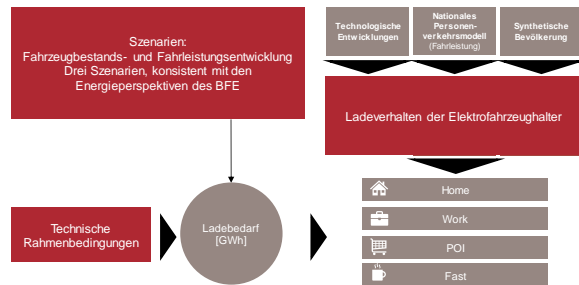 Szenarien:
Fahrzeugbestands- und Fahrleistungsentwicklung
Drei Szenarien, konsistent mit den
Energieperspektiven des BFE
Technologische
Entwicklungen
Nationales
Personen-
verkehrsmodell
(Fahrleistung)
Synthetische
Bevölkerung
Ladeverhalten der Elektrofahrzeughalter
Technische
Rahmenbedingungen
Ladebedarf
[GWh]
Home
Work
POI
Fast